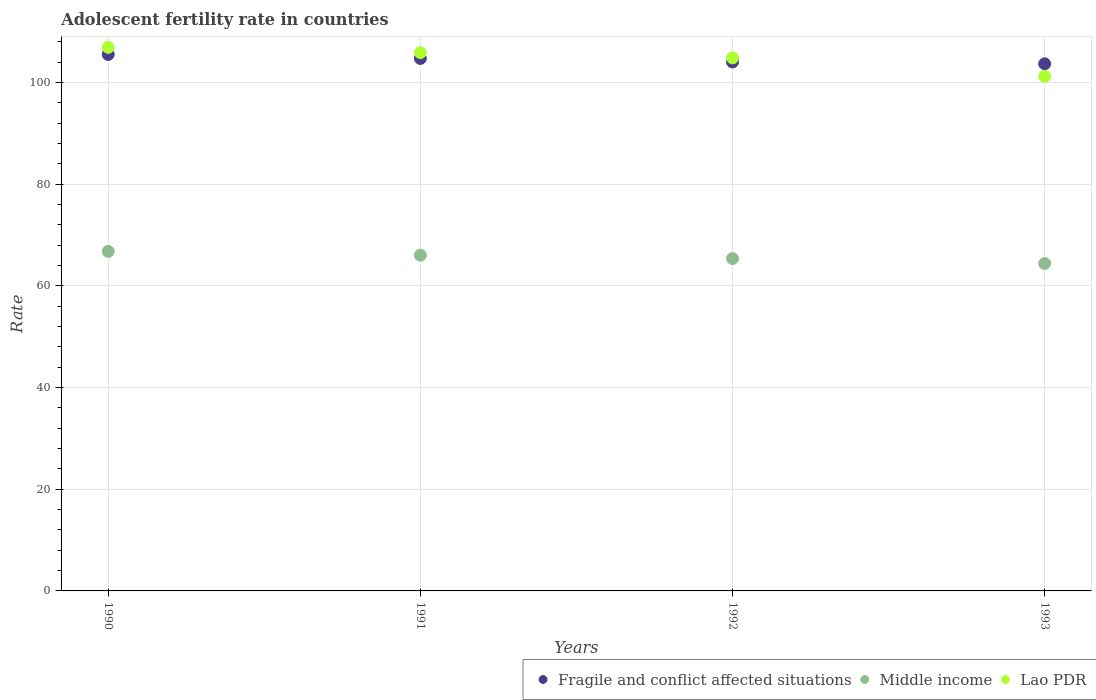 Adolescent fertility rate in countries
Rate
100
80
60
40
20
0
1990
1991
1992
1993
Years
Fragile and conflict affected situations
Middle income
Lao PDR